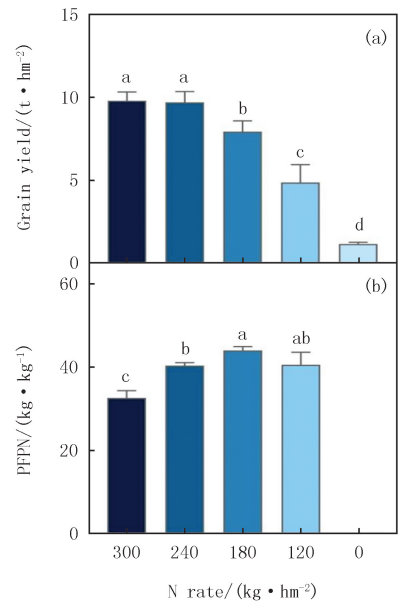 15
(a)
a
a
10
b
c
5
d
0
Grain yield/(t·hm⁻²)
60
(b)
a
b
ab
40
c
20
0
PFPN/(kg·kg⁻¹)
300 240 180 120 0
N rate/(kg·hm⁻²)